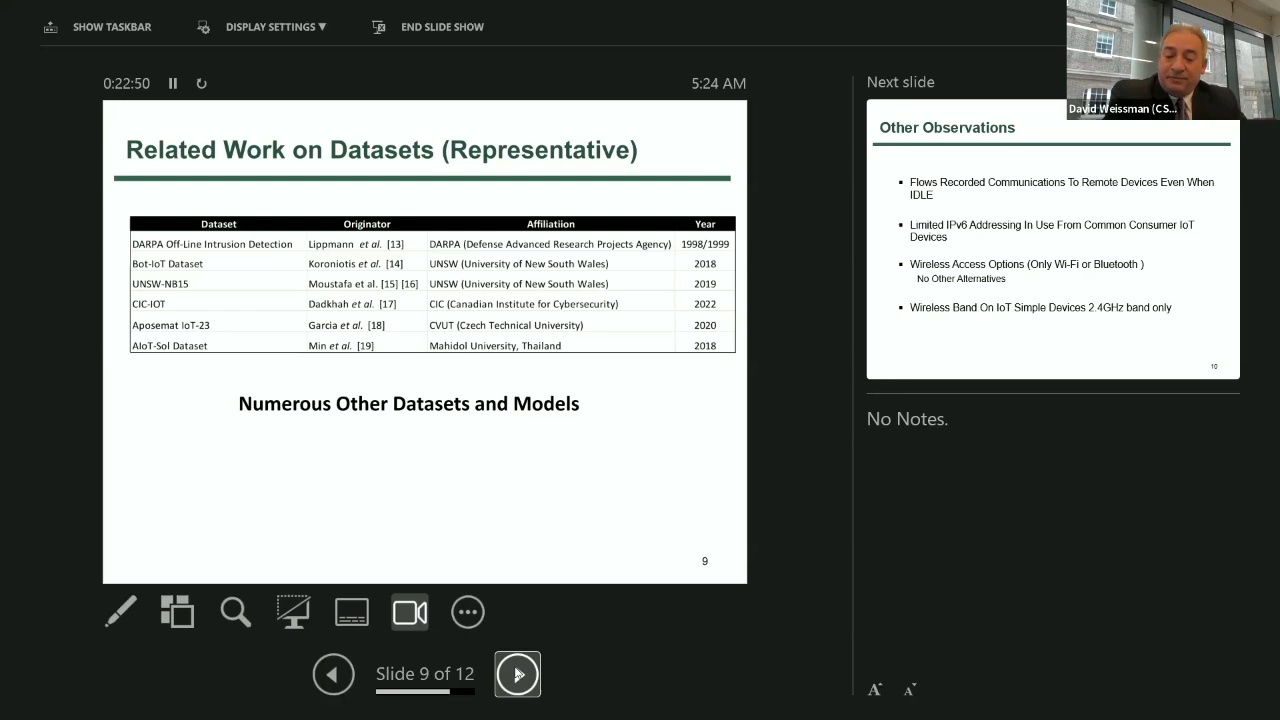 SHOW TASKBAR
DISPLAY SETTINGS ▼
END SLIDE SHOW
0:22:50
5:24 AM
Related Work on Datasets (Representative)
Dataset Originator Affiliatiion Year
DARPA Off-Line Intrusion Detection Lippmann et al. [13] DARPA (Defense Advanced Research Projects Agency) 1998/1999
Bot-IoT Dataset Koroniotis et al. [14] UNSW (University of New South Wales) 2018
UNSW-NB15 Moustafa et al. [15] [16] UNSW (University of New South Wales) 2019
CIC-IOT Dadkhah et al. [17] CIC (Canadian Institute for Cybersecurity) 2022
Aposemat IoT-23 Garcia et al. [18] CVUT (Czech Technical University) 2020
AIoT-Sol Dataset Min et al. [19] Mahidol University, Thailand 2018
Numerous Other Datasets and Models
9
Slide 9 of 12
Next slide
David Weissman (CS...
Other Observations
Flows Recorded Communications To Remote Devices Even When
IDLE
Limited IPv6 Addressing In Use From Common Consumer IoT
Devices
Wireless Access Options (Only Wi-Fi or Bluetooth )
No Other Alternatives
Wireless Band On IoT Simple Devices 2.4GHz band only
10
No Notes.
A A